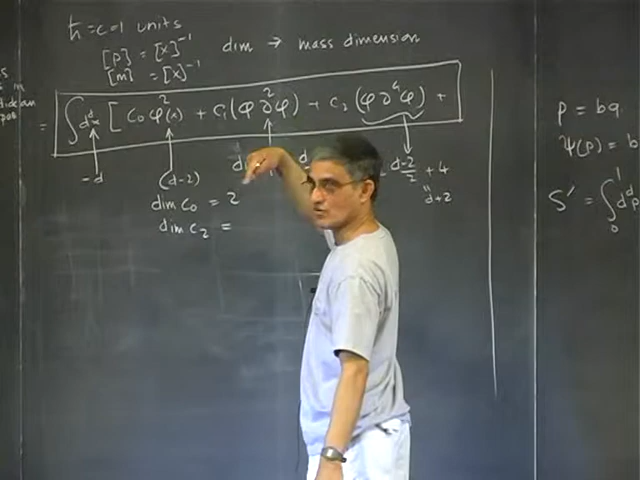 ħ = c = 1 units
[p] = [x]⁻¹ dim → mass dimension
[m] = [x]⁻¹
= ∫dᵈx [ c₀ φ²(x) + c₁(φ∂²φ) + c₂(φ∂⁴φ) +
-d (d-2) d-2/2 + 4
" d+2
dim c₀ = 2
dim c₂ =
p = bq
ψ(p) = b
S' = ∫₀¹ dᵈp